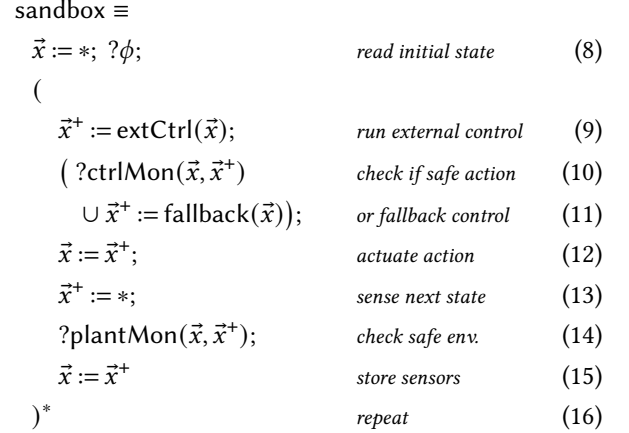 sandbox ≡
x⃗ := ∗; ?ϕ; read initial state (8)
(
x⃗⁺ := extCtrl(x⃗); run external control (9)
( ?ctrlMon(x⃗, x⃗⁺) check if safe action (10)
∪ x⃗⁺ := fallback(x⃗)); or fallback control (11)
x⃗ := x⃗⁺; actuate action (12)
x⃗⁺ := ∗; sense next state (13)
?plantMon(x⃗, x⃗⁺); check safe env. (14)
x⃗ := x⃗⁺ store sensors (15)
)* repeat (16)